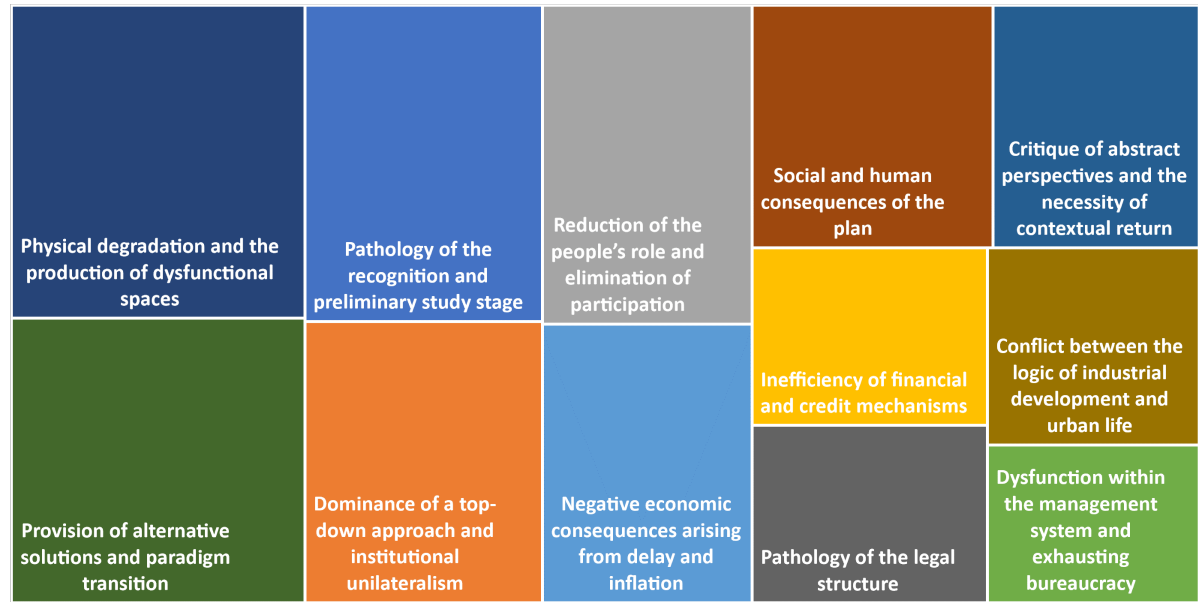 Physical degradation and the
production of dysfunctional
spaces
Provision of alternative
solutions and paradigm
transition
Pathology of the
recognition and
preliminary study stage
Dominance of a top-
down approach and
institutional
unilateralism
Reduction of the
people’s role and
elimination of
participation
Negative economic
consequences arising
from delay and
inflation
Social and human
consequences of the
plan
Critique of abstract
perspectives and the
necessity of
contextual return
Inefficiency of financial
and credit mechanisms
Pathology of the legal
structure
Conflict between the
logic of industrial
development and
urban life
Dysfunction within
the management
system and
exhausting
bureaucracy